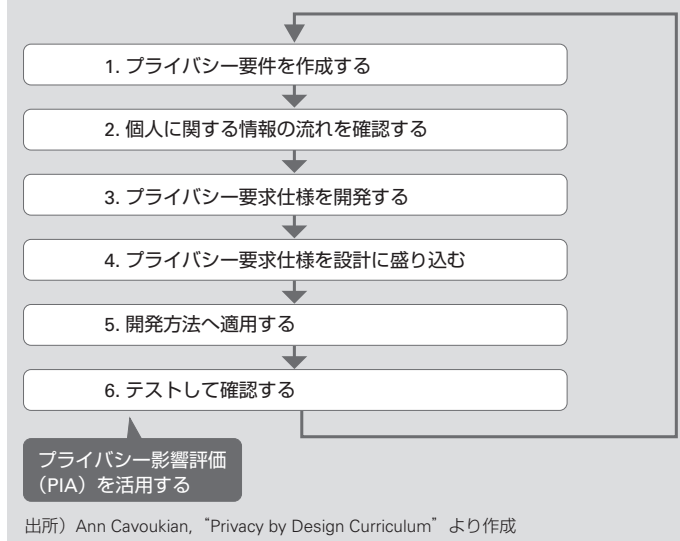 1. プライバシー要件を作成する
2. 個人に関する情報の流れを確認する
3. プライバシー要求仕様を開発する
4. プライバシー要求仕様を設計に盛り込む
5. 開発方法へ適用する
6. テストして確認する
プライバシー影響評価
（PIA）を活用する
出所）Ann Cavoukian,“Privacy by Design Curriculum”より作成